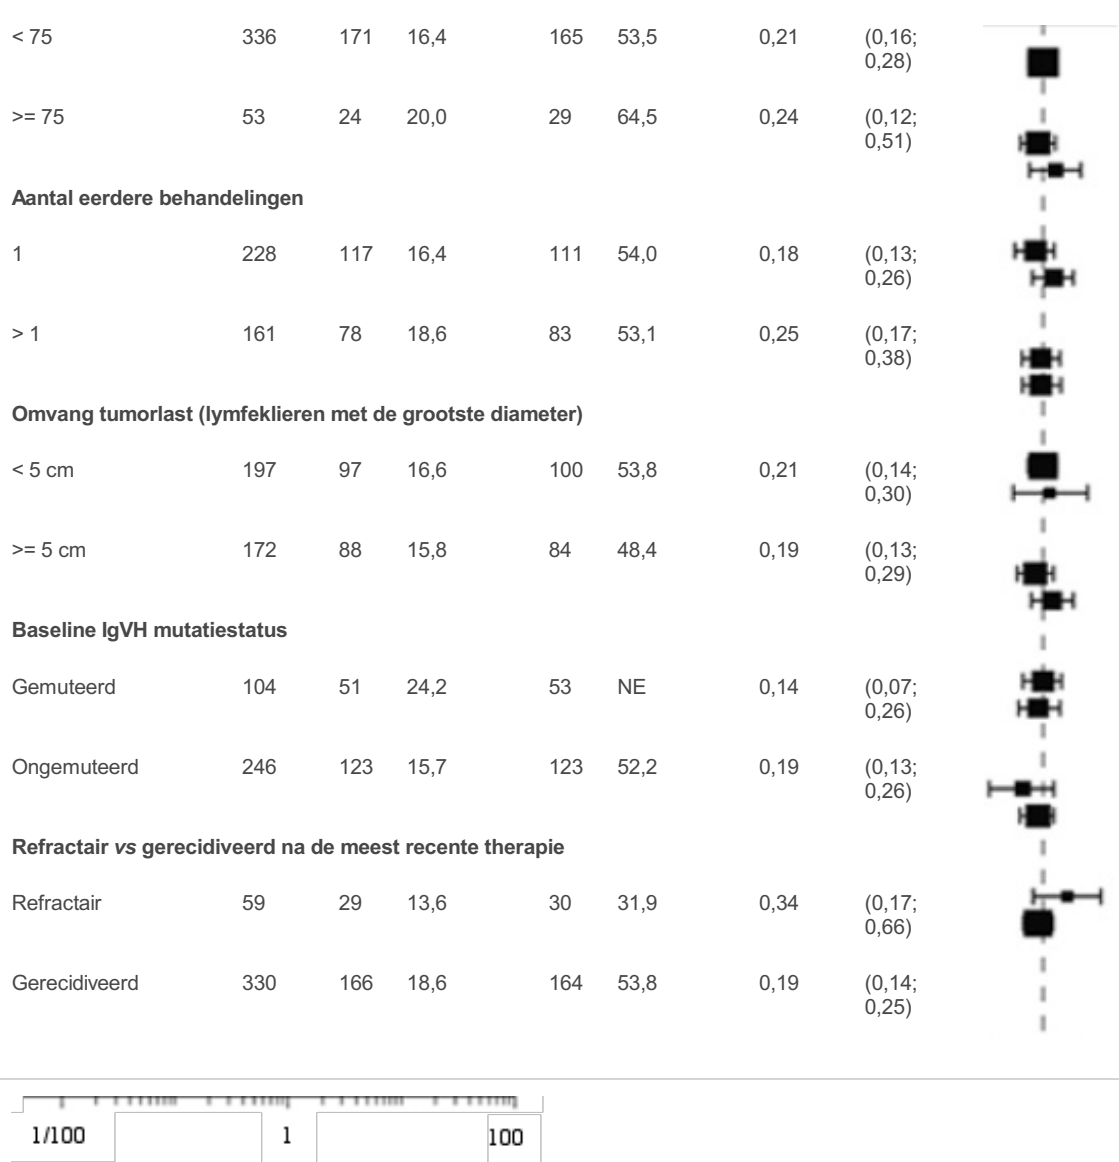 < 75 336 171 16,4 165 53,5 0,21 (0,16;
0,28)
>= 75 53 24 20,0 29 64,5 0,24 (0,12;
0,51)
Aantal eerdere behandelingen
1 228 117 16,4 111 54,0 0,18 (0,13;
0,26)
> 1 161 78 18,6 83 53,1 0,25 (0,17;
0,38)
Omvang tumorlast (lymfeklieren met de grootste diameter)
< 5 cm 197 97 16,6 100 53,8 0,21 (0,14;
0,30)
>= 5 cm 172 88 15,8 84 48,4 0,19 (0,13;
0,29)
Baseline IgVH mutatiestatus
Gemuteerd 104 51 24,2 53 NE 0,14 (0,07;
0,26)
Ongemuteerd 246 123 15,7 123 52,2 0,19 (0,13;
0,26)
Refractair vs gerecidiveerd na de meest recente therapie
Refractair 59 29 13,6 30 31,9 0,34 (0,17;
0,66)
Gerecidiveerd 330 166 18,6 164 53,8 0,19 (0,14;
0,25)
1/100 1 100